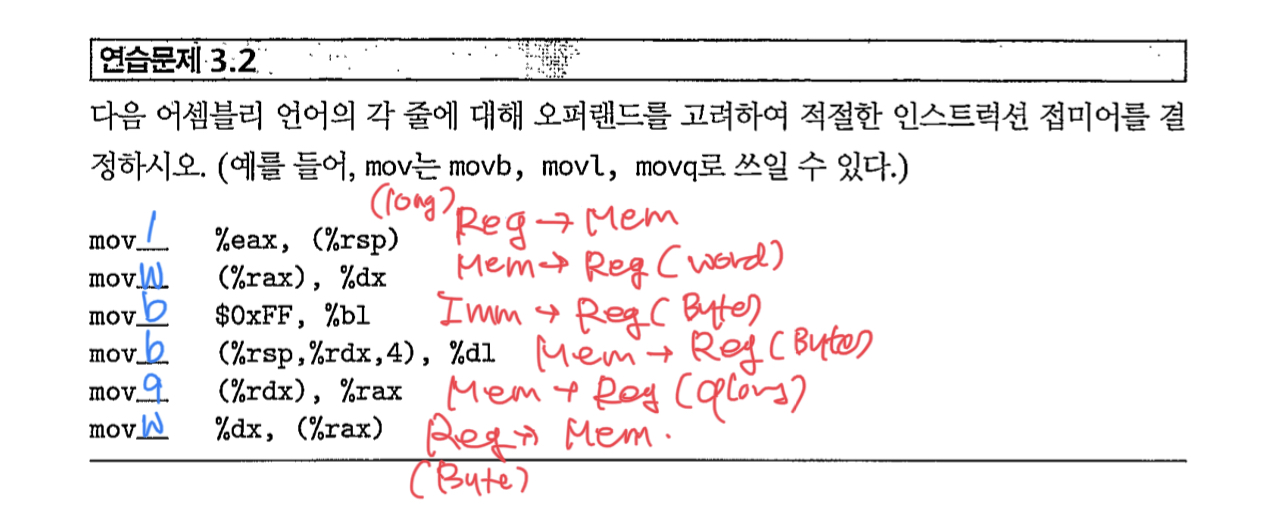 연습문제 3.2
다음 어셈블리 언어의 각 줄에 대해 오퍼랜드를 고려하여 적절한 인스트럭션 접미어를 결
정하시오. (예를 들어, mov는 movb, movl, movq로 쓰일 수 있다.)
(long) Reg → Mem
movl %eax, (%rsp)
Mem → Reg (word)
movw (%rax), %dx
movb $0xFF, %bl Imm → Reg (Byte)
movb (%rsp,%rdx,4), %dl Mem → Reg (Byte)
movq (%rdx), %rax Mem → Reg
movw %dx, (%rax) Reg → Mem.
(Byte)